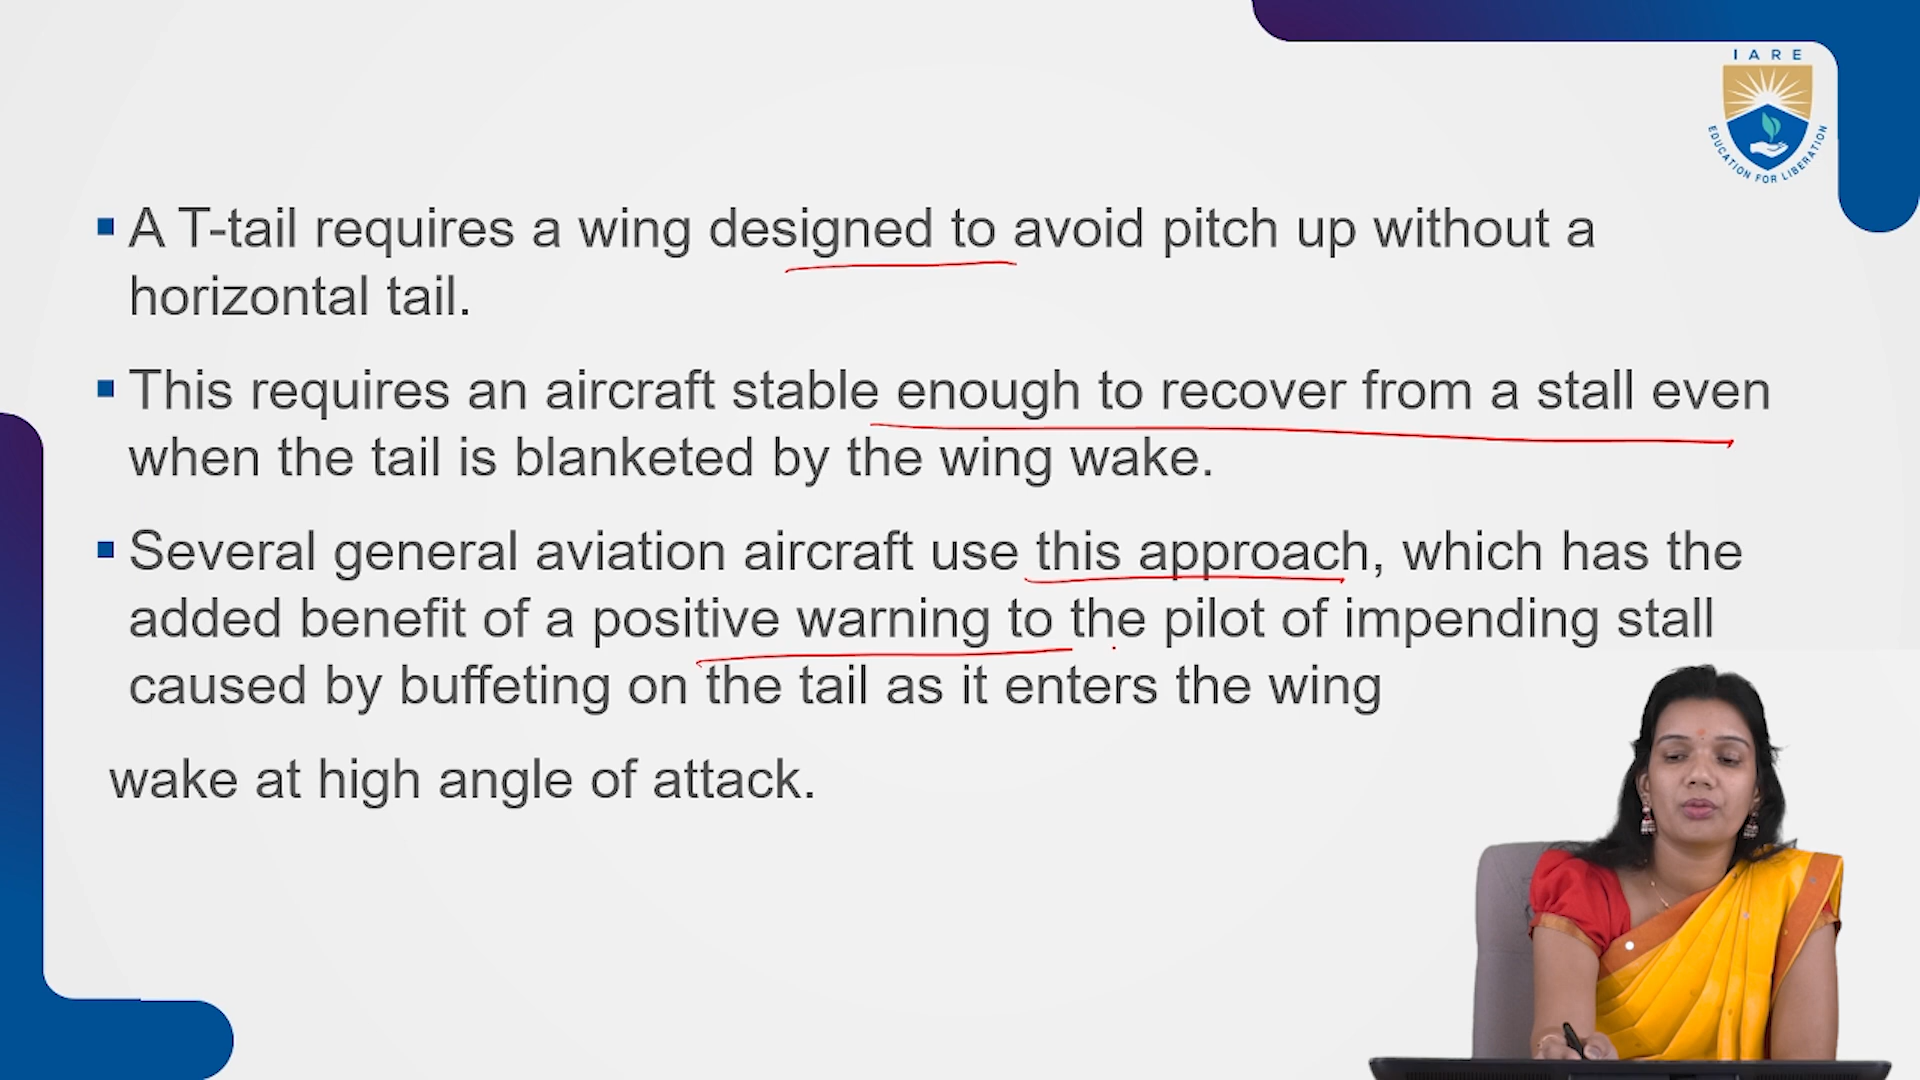 IARE
EDUCATION FOR LIBERATION
A T-tail requires a wing designed to avoid pitch up without a
horizontal tail.
This requires an aircraft stable enough to recover from a stall even
when the tail is blanketed by the wing wake.
Several general aviation aircraft use this approach, which has the
added benefit of a positive warning to the pilot of impending stall
caused by buffeting on the tail as it enters the wing
wake at high angle of attack.